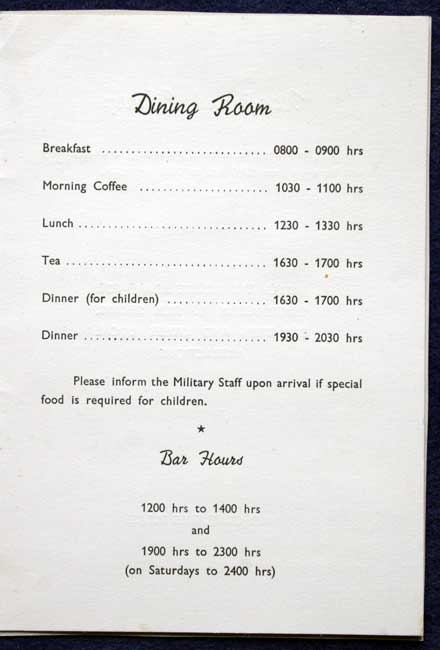 Dining Room
Breakfast ............................ 0800 - 0900 hrs
Morning Coffee ...................... 1030 - 1100 hrs
Lunch ................................ 1230 - 1330 hrs
Tea .................................. 1630 - 1700 hrs
Dinner (for children) ................. 1630 - 1700 hrs
Dinner ............................... 1930 - 2030 hrs
Please inform the Military Staff upon arrival if special
food is required for children.
★
Bar Hours
1200 hrs to 1400 hrs
and
1900 hrs to 2300 hrs
(on Saturdays to 2400 hrs)